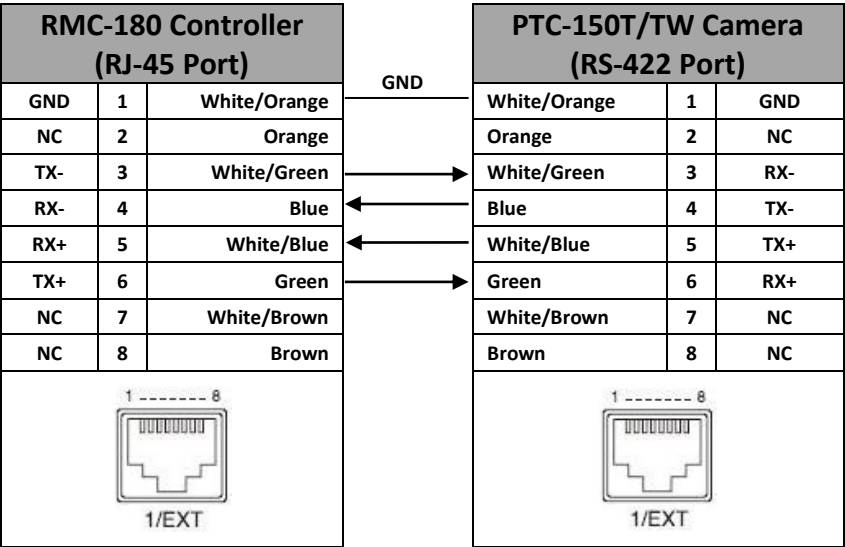 RMC-180 Controller
(RJ-45 Port)
GND 1 White/Orange
NC 2 Orange
TX- 3 White/Green
RX- 4 Blue
RX+ 5 White/Blue
TX+ 6 Green
NC 7 White/Brown
NC 8 Brown
1 ------- 8
1/EXT
GND
PTC-150T/TW Camera
(RS-422 Port)
White/Orange 1 GND
Orange 2 NC
White/Green 3 RX-
Blue 4 TX-
White/Blue 5 TX+
Green 6 RX+
White/Brown 7 NC
Brown 8 NC
1 ------- 8
1/EXT